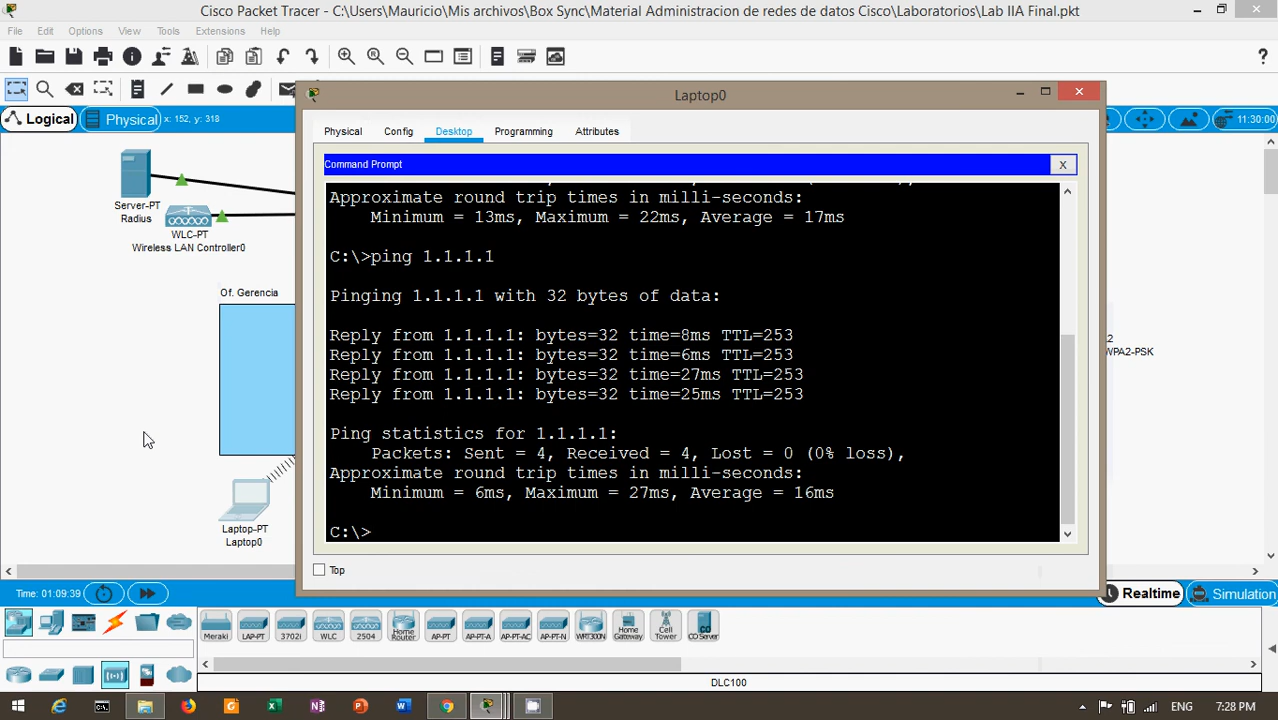 Cisco Packet Tracer - C:\Users\Mauricio\Mis archivos\Box Sync\Material Administracion de redes de datos Cisco\Laboratorios\Lab IIA Final.pkt
File Edit Options View Tools Extensions Help
Logical Physical x: 152, y: 318 11:30:00
Laptop0
Physical Config Desktop Programming Attributes
Command Prompt X
Approximate round trip times in milli-seconds:
Minimum = 13ms, Maximum = 22ms, Average = 17ms
C:\>ping 1.1.1.1
Pinging 1.1.1.1 with 32 bytes of data:
Reply from 1.1.1.1: bytes=32 time=8ms TTL=253
Reply from 1.1.1.1: bytes=32 time=6ms TTL=253
Reply from 1.1.1.1: bytes=32 time=27ms TTL=253
Reply from 1.1.1.1: bytes=32 time=25ms TTL=253
Ping statistics for 1.1.1.1:
Packets: Sent = 4, Received = 4, Lost = 0 (0% loss),
Approximate round trip times in milli-seconds:
Minimum = 6ms, Maximum = 27ms, Average = 16ms
C:\>
Top
Server-PT
Radius
WLC-PT
Wireless LAN Controller0
Of. Gerencia
2
WPA2-PSK
Laptop-PT
Laptop0
Time: 01:09:39 Realtime Simulation
Meraki LAP-PT 3702i WLC 2504 Home Router AP-PT AP-PT-A AP-PT-AC AP-PT-N WRT300N Home Gateway Cell Tower CO Server
DLC100
ENG 7:28 PM